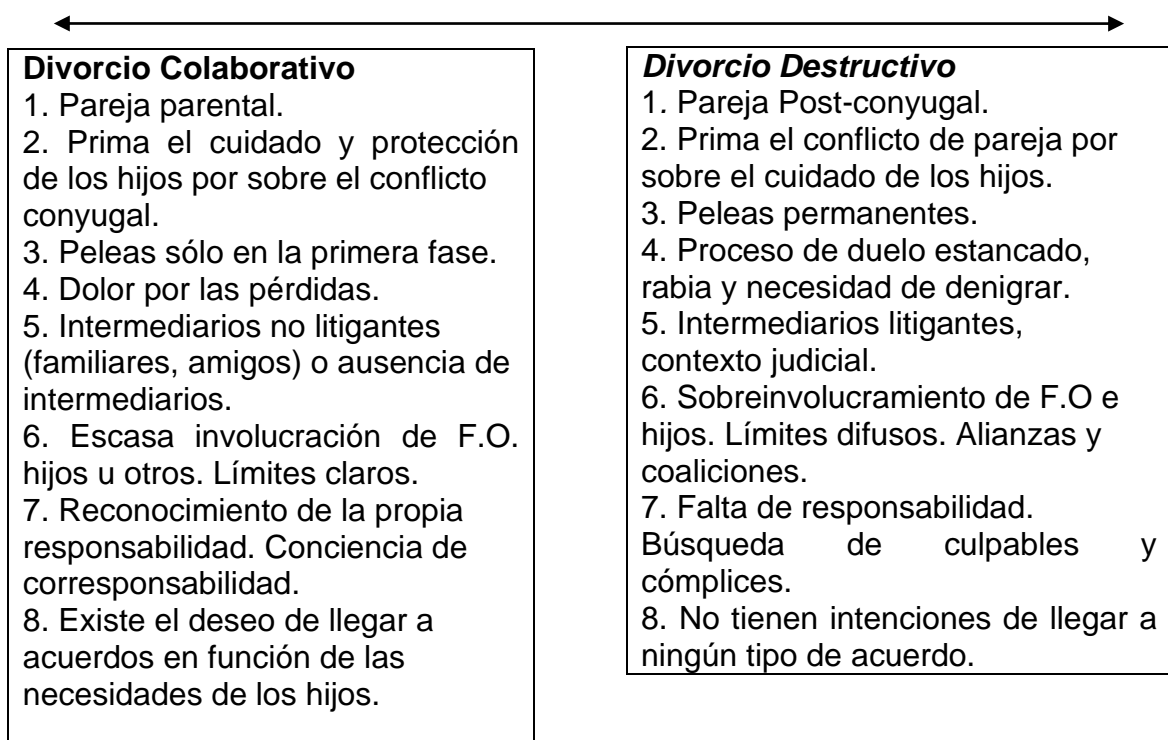 Divorcio Colaborativo
1. Pareja parental.
2. Prima el cuidado y protección
de los hijos por sobre el conflicto
conyugal.
3. Peleas sólo en la primera fase.
4. Dolor por las pérdidas.
5. Intermediarios no litigantes
(familiares, amigos) o ausencia de
intermediarios.
6. Escasa involucración de F.O.
hijos u otros. Límites claros.
7. Reconocimiento de la propia
responsabilidad. Conciencia de
corresponsabilidad.
8. Existe el deseo de llegar a
acuerdos en función de las
necesidades de los hijos.
Divorcio Destructivo
1. Pareja Post-conyugal.
2. Prima el conflicto de pareja por
sobre el cuidado de los hijos.
3. Peleas permanentes.
4. Proceso de duelo estancado,
rabia y necesidad de denigrar.
5. Intermediarios litigantes,
contexto judicial.
6. Sobreinvolucramiento de F.O e
hijos. Límites difusos. Alianzas y
coaliciones.
7. Falta de responsabilidad.
Búsqueda de culpables y
cómplices.
8. No tienen intenciones de llegar a
ningún tipo de acuerdo.